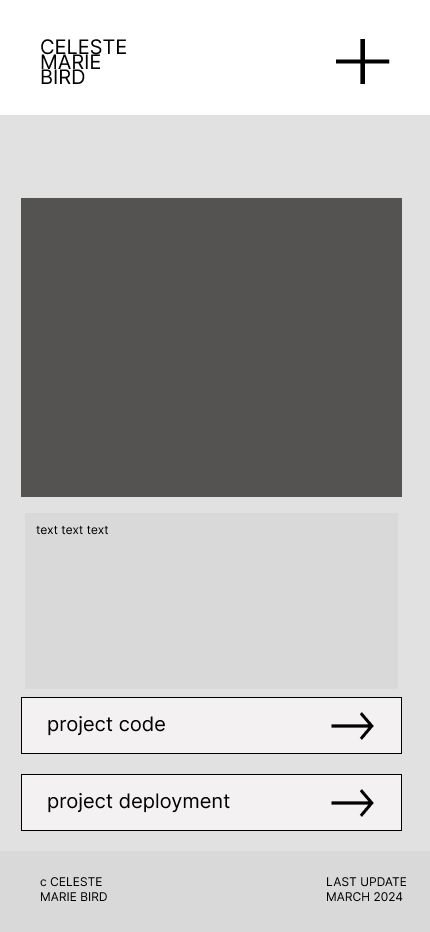 CELESTE
MARIE
BIRD
text text text
project code
project deployment
c CELESTE
MARIE BIRD
LAST UPDATE
MARCH 2024